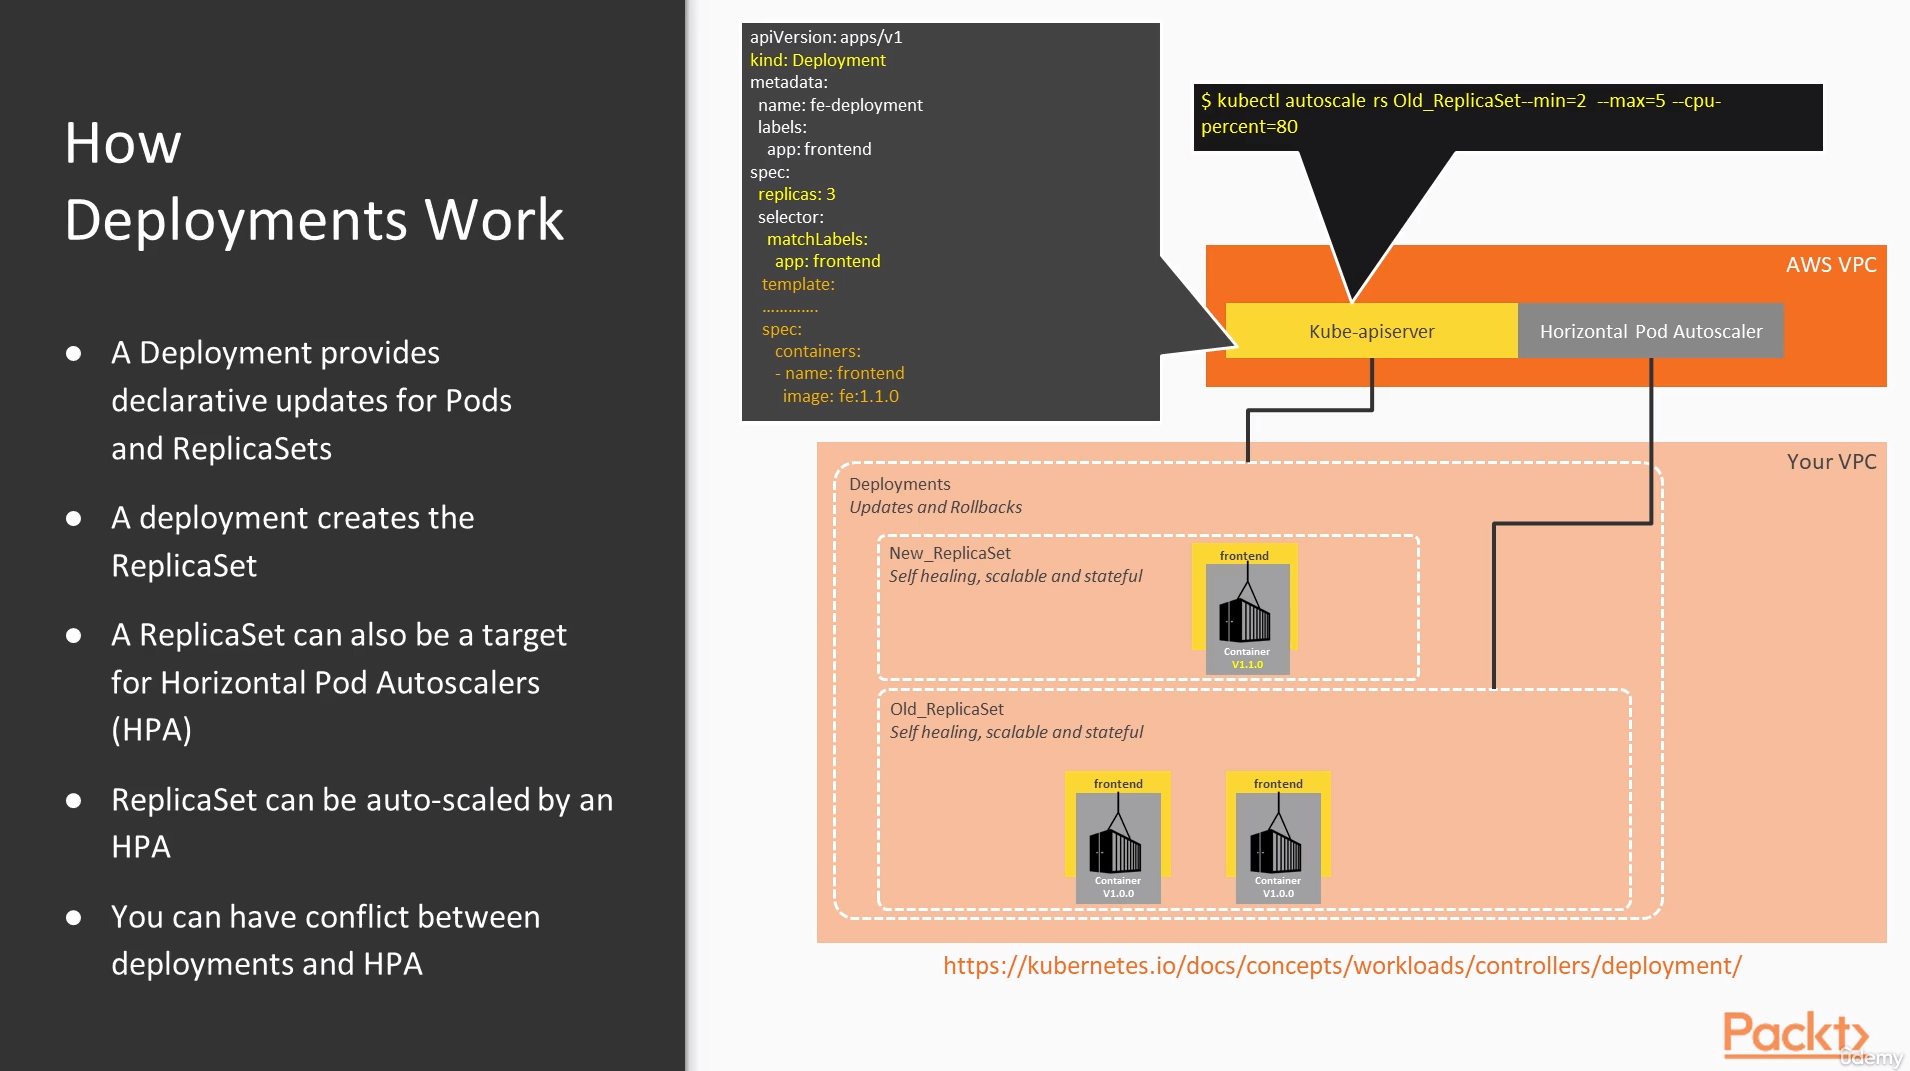 How
Deployments Work
● A Deployment provides
declarative updates for Pods
and ReplicaSets
● A deployment creates the
ReplicaSet
● A ReplicaSet can also be a target
for Horizontal Pod Autoscalers
(HPA)
● ReplicaSet can be auto-scaled by an
HPA
● You can have conflict between
deployments and HPA
apiVersion: apps/v1
kind: Deployment
metadata:
name: fe-deployment
labels:
app: frontend
spec:
replicas: 3
selector:
matchLabels:
app: frontend
template:
.............
spec:
containers:
- name: frontend
image: fe:1.1.0
$ kubectl autoscale rs Old_ReplicaSet--min=2 --max=5 --cpu-
percent=80
AWS VPC
Kube-apiserver
Horizontal Pod Autoscaler
Your VPC
Deployments
Updates and Rollbacks
New_ReplicaSet
Self healing, scalable and stateful
frontend
Container
V1.1.0
Old_ReplicaSet
Self healing, scalable and stateful
frontend
Container
V1.0.0
frontend
Container
V1.0.0
https://kubernetes.io/docs/concepts/workloads/controllers/deployment/
Packt>
ûdemy